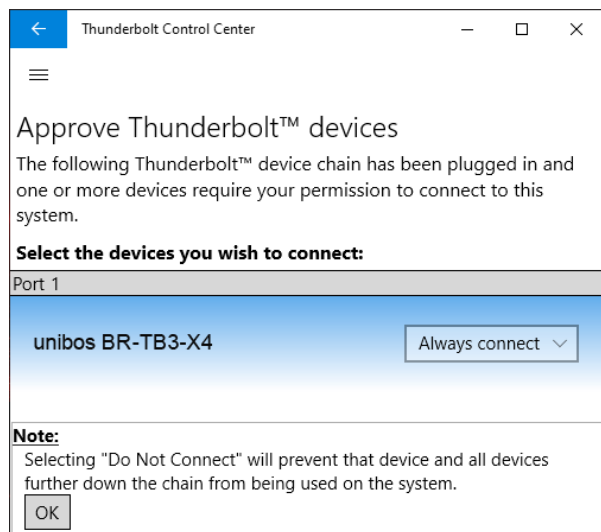 Thunderbolt Control Center
Approve Thunderbolt™ devices
The following Thunderbolt™ device chain has been plugged in and
one or more devices require your permission to connect to this
system.
Select the devices you wish to connect:
Port 1
unibos BR-TB3-X4
Always connect
Note:
Selecting "Do Not Connect" will prevent that device and all devices
further down the chain from being used on the system.
OK